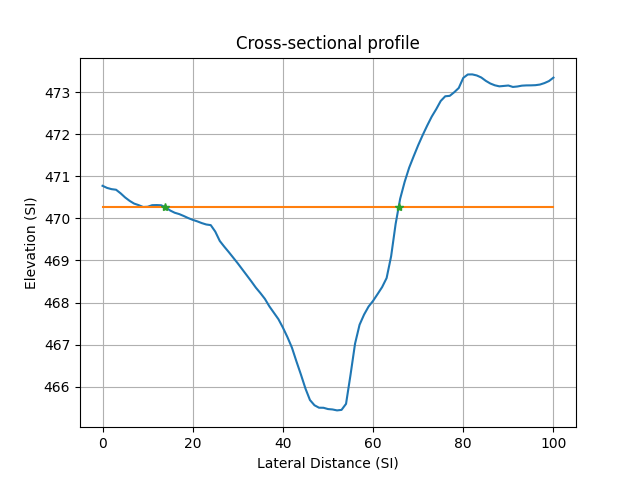 Cross-sectional profile
473
472
471
470
469
468
467
466
Elevation (SI)
0 20 40 60 80 100
Lateral Distance (SI)